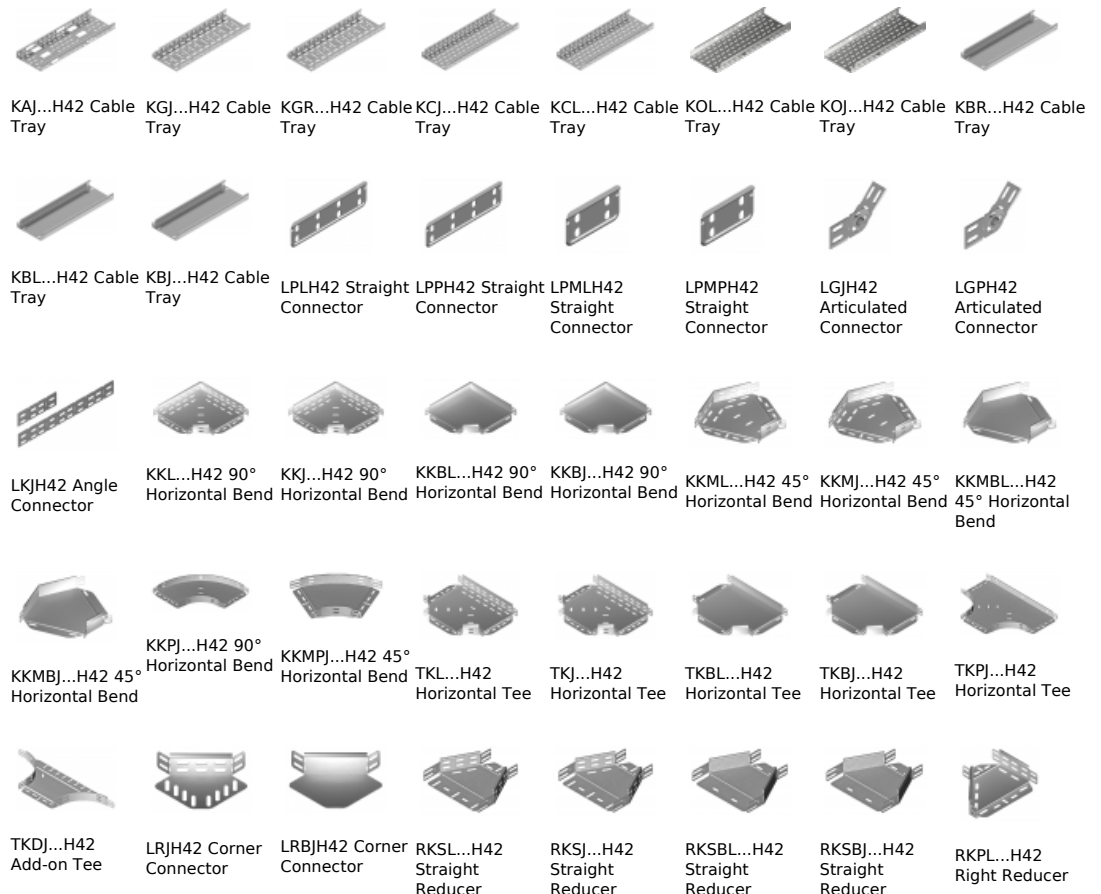 KAJ...H42 Cable
Tray
KGJ...H42 Cable
Tray
KGR...H42 Cable
Tray
KCJ...H42 Cable
Tray
KCL...H42 Cable
Tray
KOL...H42 Cable
Tray
KOJ...H42 Cable
Tray
KBR...H42 Cable
Tray
KBL...H42 Cable
Tray
KBJ...H42 Cable
Tray
LPLH42 Straight
Connector
LPPH42 Straight
Connector
LPMLH42
Straight
Connector
LPMPH42
Straight
Connector
LGJH42
Articulated
Connector
LGPH42
Articulated
Connector
LKJH42 Angle
Connector
KKL...H42 90°
Horizontal Bend
KKJ...H42 90°
Horizontal Bend
KKBL...H42 90°
Horizontal Bend
KKBJ...H42 90°
Horizontal Bend
KKML...H42 45°
Horizontal Bend
KKMJ...H42 45°
Horizontal Bend
KKMBL...H42
45° Horizontal
Bend
KKMBJ...H42 45°
Horizontal Bend
KKPJ...H42 90°
Horizontal Bend
KKMPJ...H42 45°
Horizontal Bend
TKL...H42
Horizontal Tee
TKJ...H42
Horizontal Tee
TKBL...H42
Horizontal Tee
TKBJ...H42
Horizontal Tee
TKPJ...H42
Horizontal Tee
TKDJ...H42
Add-on Tee
LRJH42 Corner
Connector
LRBJH42 Corner
Connector
RKSL...H42
Straight
Reducer
RKSJ...H42
Straight
Reducer
RKSBL...H42
Straight
Reducer
RKSBJ...H42
Straight
Reducer
RKPL...H42
Right Reducer